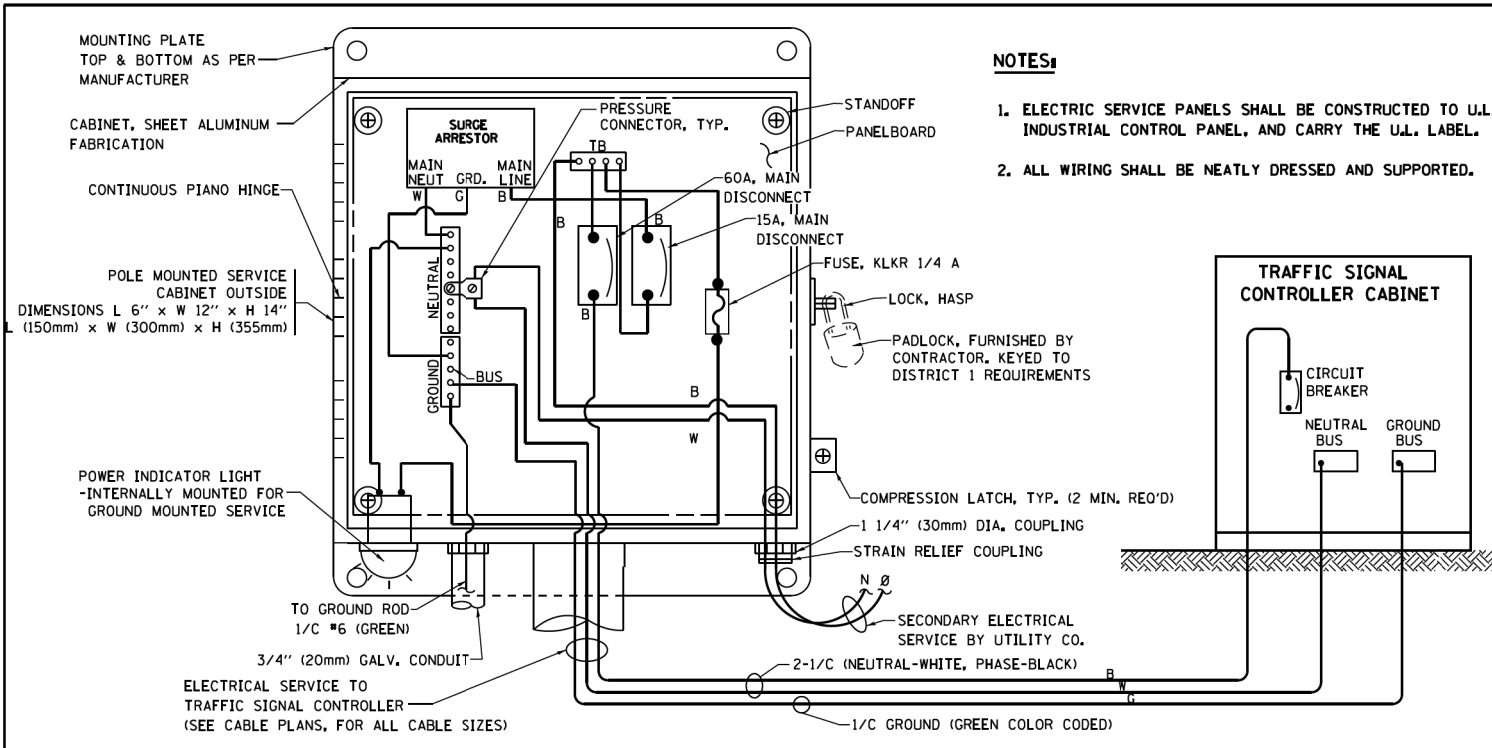 MOUNTING PLATE
TOP & BOTTOM AS PER
MANUFACTURER
CABINET, SHEET ALUMINUM
FABRICATION
CONTINUOUS PIANO HINGE
POLE MOUNTED SERVICE
CABINET OUTSIDE
DIMENSIONS L 6" x W 12" x H 14"
L (150mm) x W (300mm) x H (355mm)
POWER INDICATOR LIGHT
-INTERNALLY MOUNTED FOR
GROUND MOUNTED SERVICE
SURGE
ARRESTOR
MAIN
NEUT
GRD.
MAIN
LINE
W
G
B
PRESSURE
CONNECTOR, TYP.
TB
STANDOFF
PANELBOARD
60A, MAIN
DISCONNECT
15A, MAIN
DISCONNECT
B
B
B
FUSE, KLKR 1/4 A
NEUTRAL
GROUND
BUS
LOCK, HASP
PADLOCK, FURNISHED BY
CONTRACTOR. KEYED TO
DISTRICT 1 REQUIREMENTS
B
W
COMPRESSION LATCH, TYP. (2 MIN. REQ'D)
1 1/4" (30mm) DIA. COUPLING
STRAIN RELIEF COUPLING
N Ø
SECONDARY ELECTRICAL
SERVICE BY UTILITY CO.
TO GROUND ROD
1/C #6 (GREEN)
3/4" (20mm) GALV. CONDUIT
ELECTRICAL SERVICE TO
TRAFFIC SIGNAL CONTROLLER
(SEE CABLE PLANS, FOR ALL CABLE SIZES)
2-1/C (NEUTRAL-WHITE, PHASE-BLACK)
1/C GROUND (GREEN COLOR CODED)
B
W
G
NOTES:
1. ELECTRIC SERVICE PANELS SHALL BE CONSTRUCTED TO U.L.
INDUSTRIAL CONTROL PANEL, AND CARRY THE U.L. LABEL.
2. ALL WIRING SHALL BE NEATLY DRESSED AND SUPPORTED.
TRAFFIC SIGNAL
CONTROLLER CABINET
CIRCUIT
BREAKER
NEUTRAL
BUS
GROUND
BUS